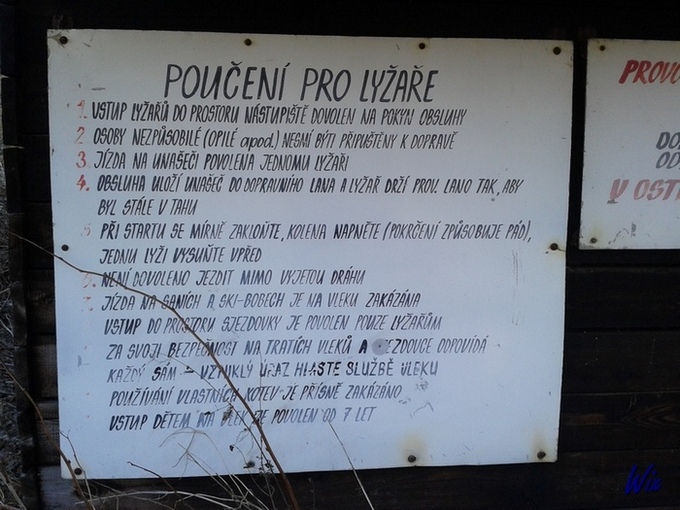 POUČENÍ PRO LYŽAŘE
1. VSTUP LYŽAŘŮ DO PROSTORU NÁSTUPIŠTĚ DOVOLEN NA POKYN OBSLUHY
2. OSOBY NEZPŮSOBILÉ (OPILÉ apod.) NESMÍ BÝTI PŘIPUŠTĚNY K DOPRAVĚ
3. JÍZDA NA UNAŠEČI POVOLENA JEDNOMU LYŽAŘI
4. OBSLUHA ULOŽÍ UNAŠEČ DO DOPRAVNÍHO LANA A LYŽAŘ DRŽÍ PROV. LANO TAK, ABY
BYL STÁLE V TAHU
5. PŘI STARTU SE MÍRNĚ ZAKLOŇTE, KOLENA NAPNĚTE (POKRČENÍ ZPŮSOBUJE PÁD),
JEDNU LYŽI VYSUŇTE VPŘED
6. NENÍ DOVOLENO JEZDIT MIMO VYJETOU DRÁHU
7. JÍZDA NA SANÍCH A SKI-BOBECH JE NA VLEKU ZAKÁZÁNA
VSTUP DO PROSTORU SJEZDOVKY JE POVOLEN POUZE LYŽAŘŮM
ZA SVOJI BEZPEČNOST NA TRATÍCH VLEKŮ A SJEZDOVCE ODPOVÍDÁ
KAŽDÝ SÁM - VZNIKLÝ ÚRAZ HLASTE SLUŽBĚ VLEKU
POUŽÍVÁNÍ VLASTNÍCH KOTEV JE PŘÍSNĚ ZAKÁZÁNO
VSTUP DĚTEM NA VLEK JE POVOLEN OD 7 LET
PROVO
DO
OD
V OSTA
Wix